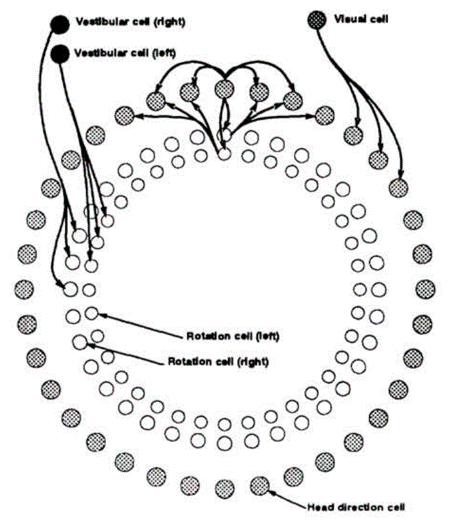 Vestibular cell (right)
Visual cell
Vestibular cell (left)
Rotation cell (left)
Rotation cell (right)
Head direction cell